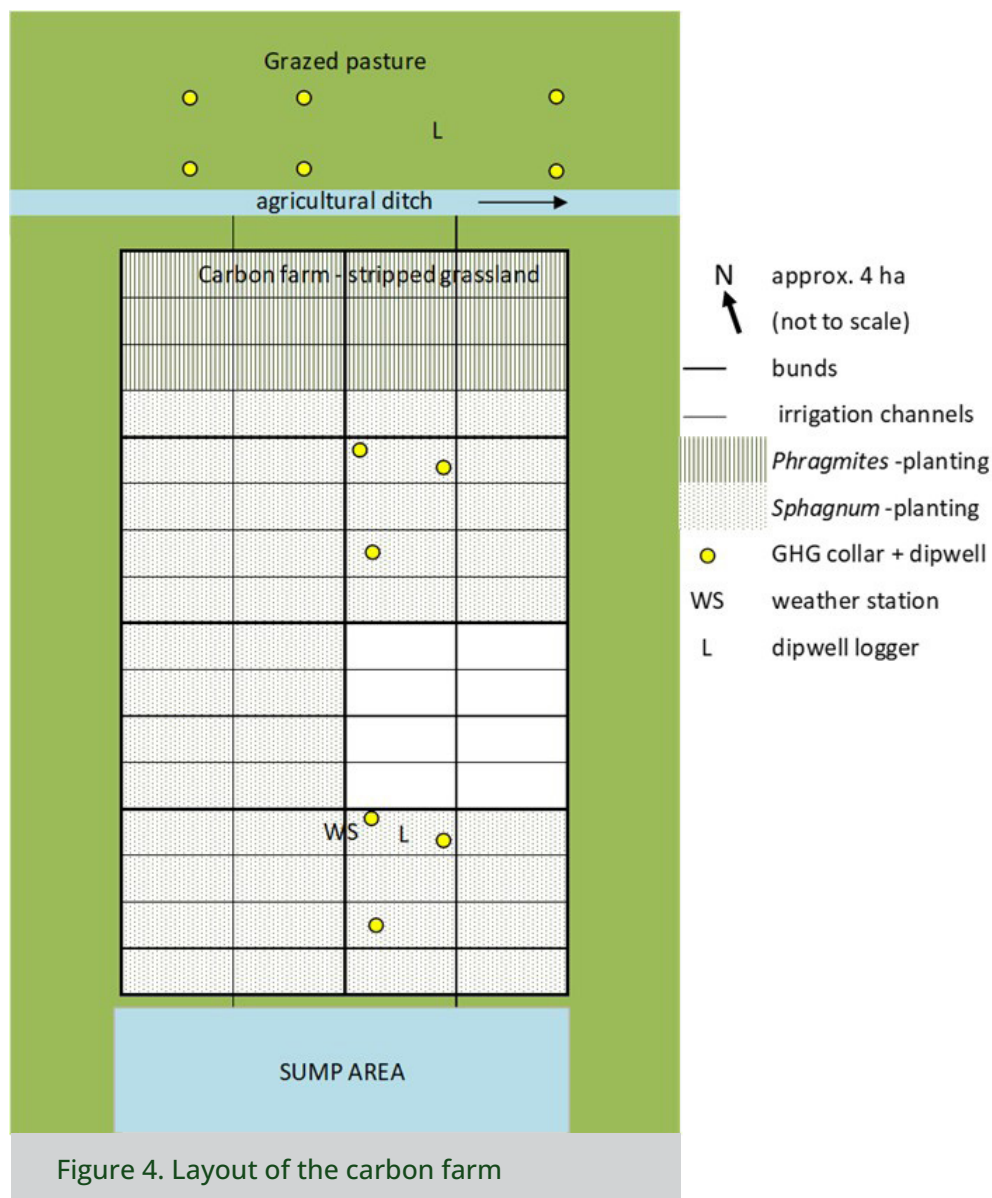 Grazed pasture
L
agricultural ditch
Carbon farm - stripped grassland
WS
L
SUMP AREA
N
approx. 4 ha
(not to scale)
bunds
irrigation channels
Phragmites -planting
Sphagnum -planting
GHG collar + dipwell
WS weather station
L dipwell logger
Figure 4. Layout of the carbon farm